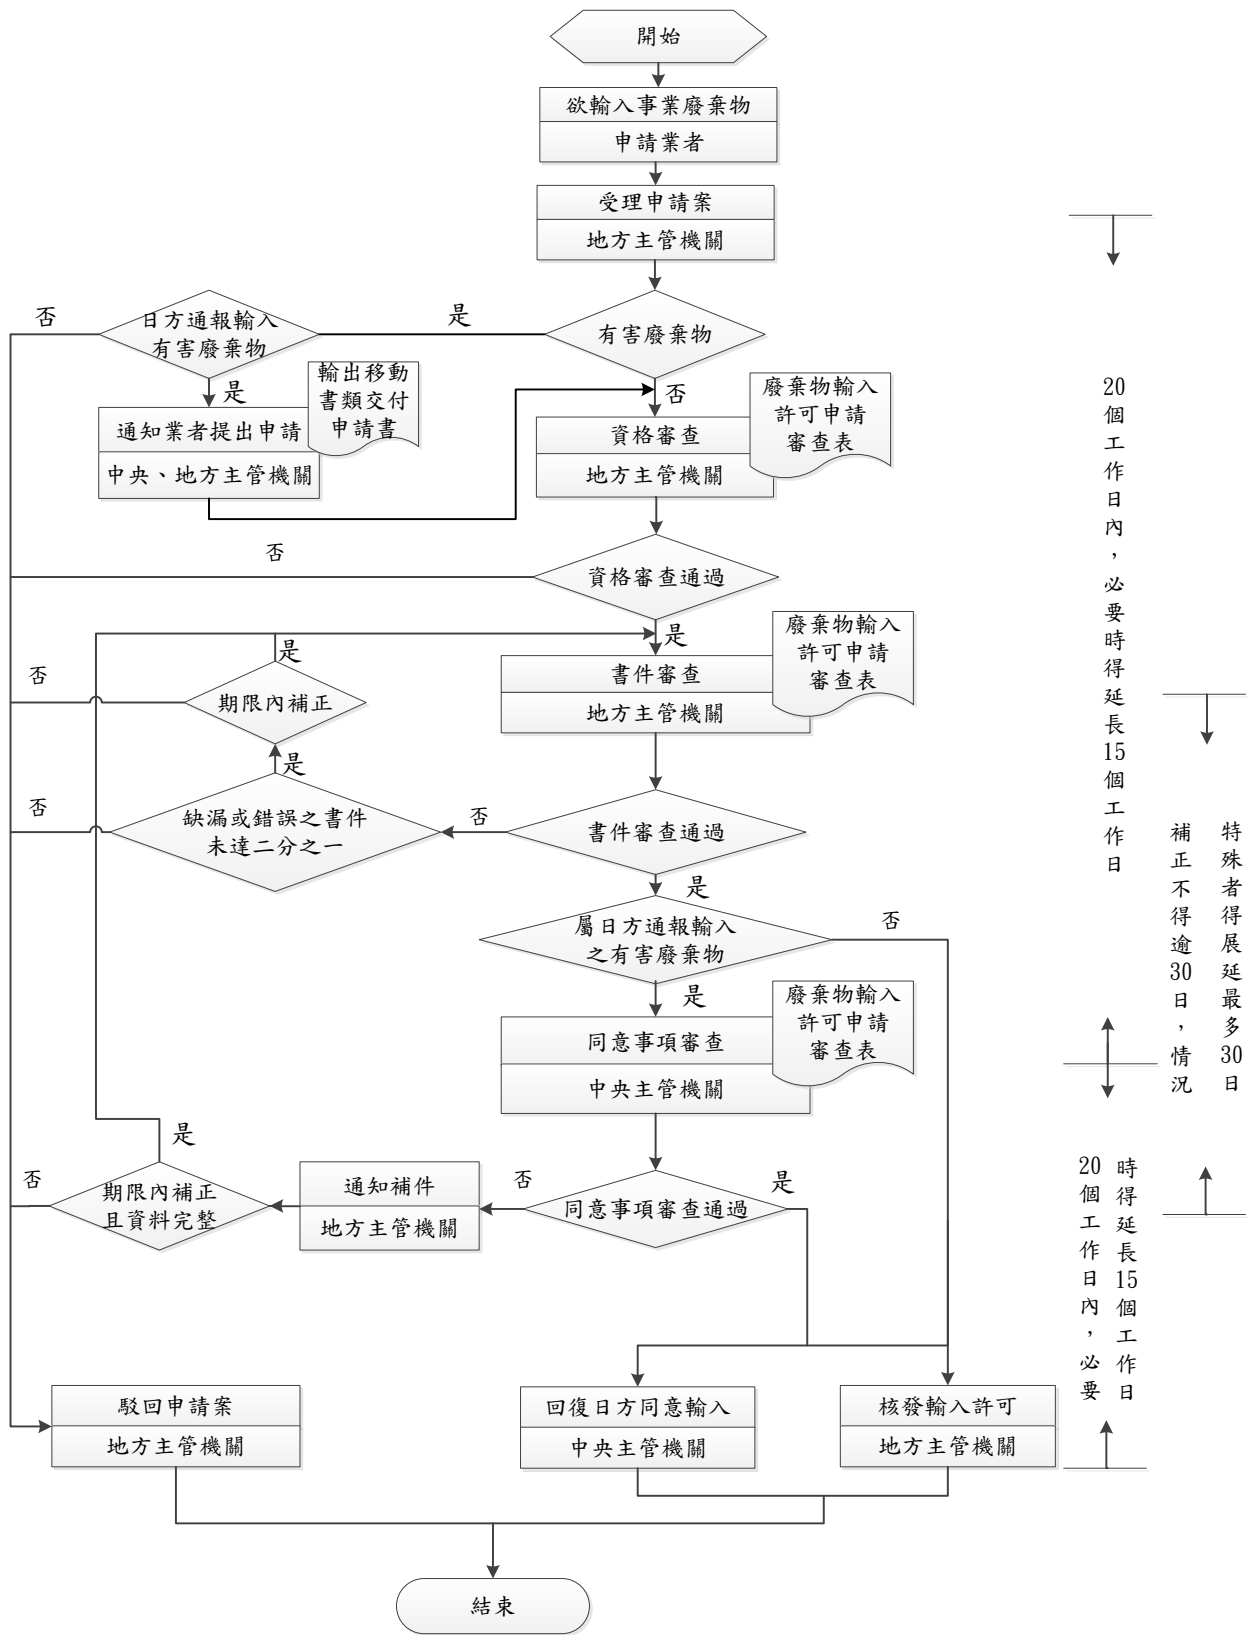 開始
欲輸入事業廢棄物
申請業者
受理申請案
地方主管機關
有害廢棄物
是
日方通報輸入
有害廢棄物
否
是
輸出移動
書類交付
申請書
通知業者提出申請
中央、地方主管機關
否
廢棄物輸入
許可申請
審查表
資格審查
地方主管機關
資格審查通過
否
是
廢棄物輸入
許可申請
審查表
書件審查
地方主管機關
是
期限內補正
否
是
書件審查通過
否
缺漏或錯誤之書件
未達二分之一
否
是
屬日方通報輸入
之有害廢棄物
否
是
廢棄物輸入
許可申請
審查表
同意事項審查
中央主管機關
同意事項審查通過
是
否
通知補件
地方主管機關
期限內補正
且資料完整
是
否
駁回申請案
地方主管機關
回復日方同意輸入
中央主管機關
核發輸入許可
地方主管機關
結束
20個工作日內，必要時得延長15個工作日
補正不得逾30日，情況
特殊者得展延最多30日
20個工作日內，必要
時得延長15個工作日